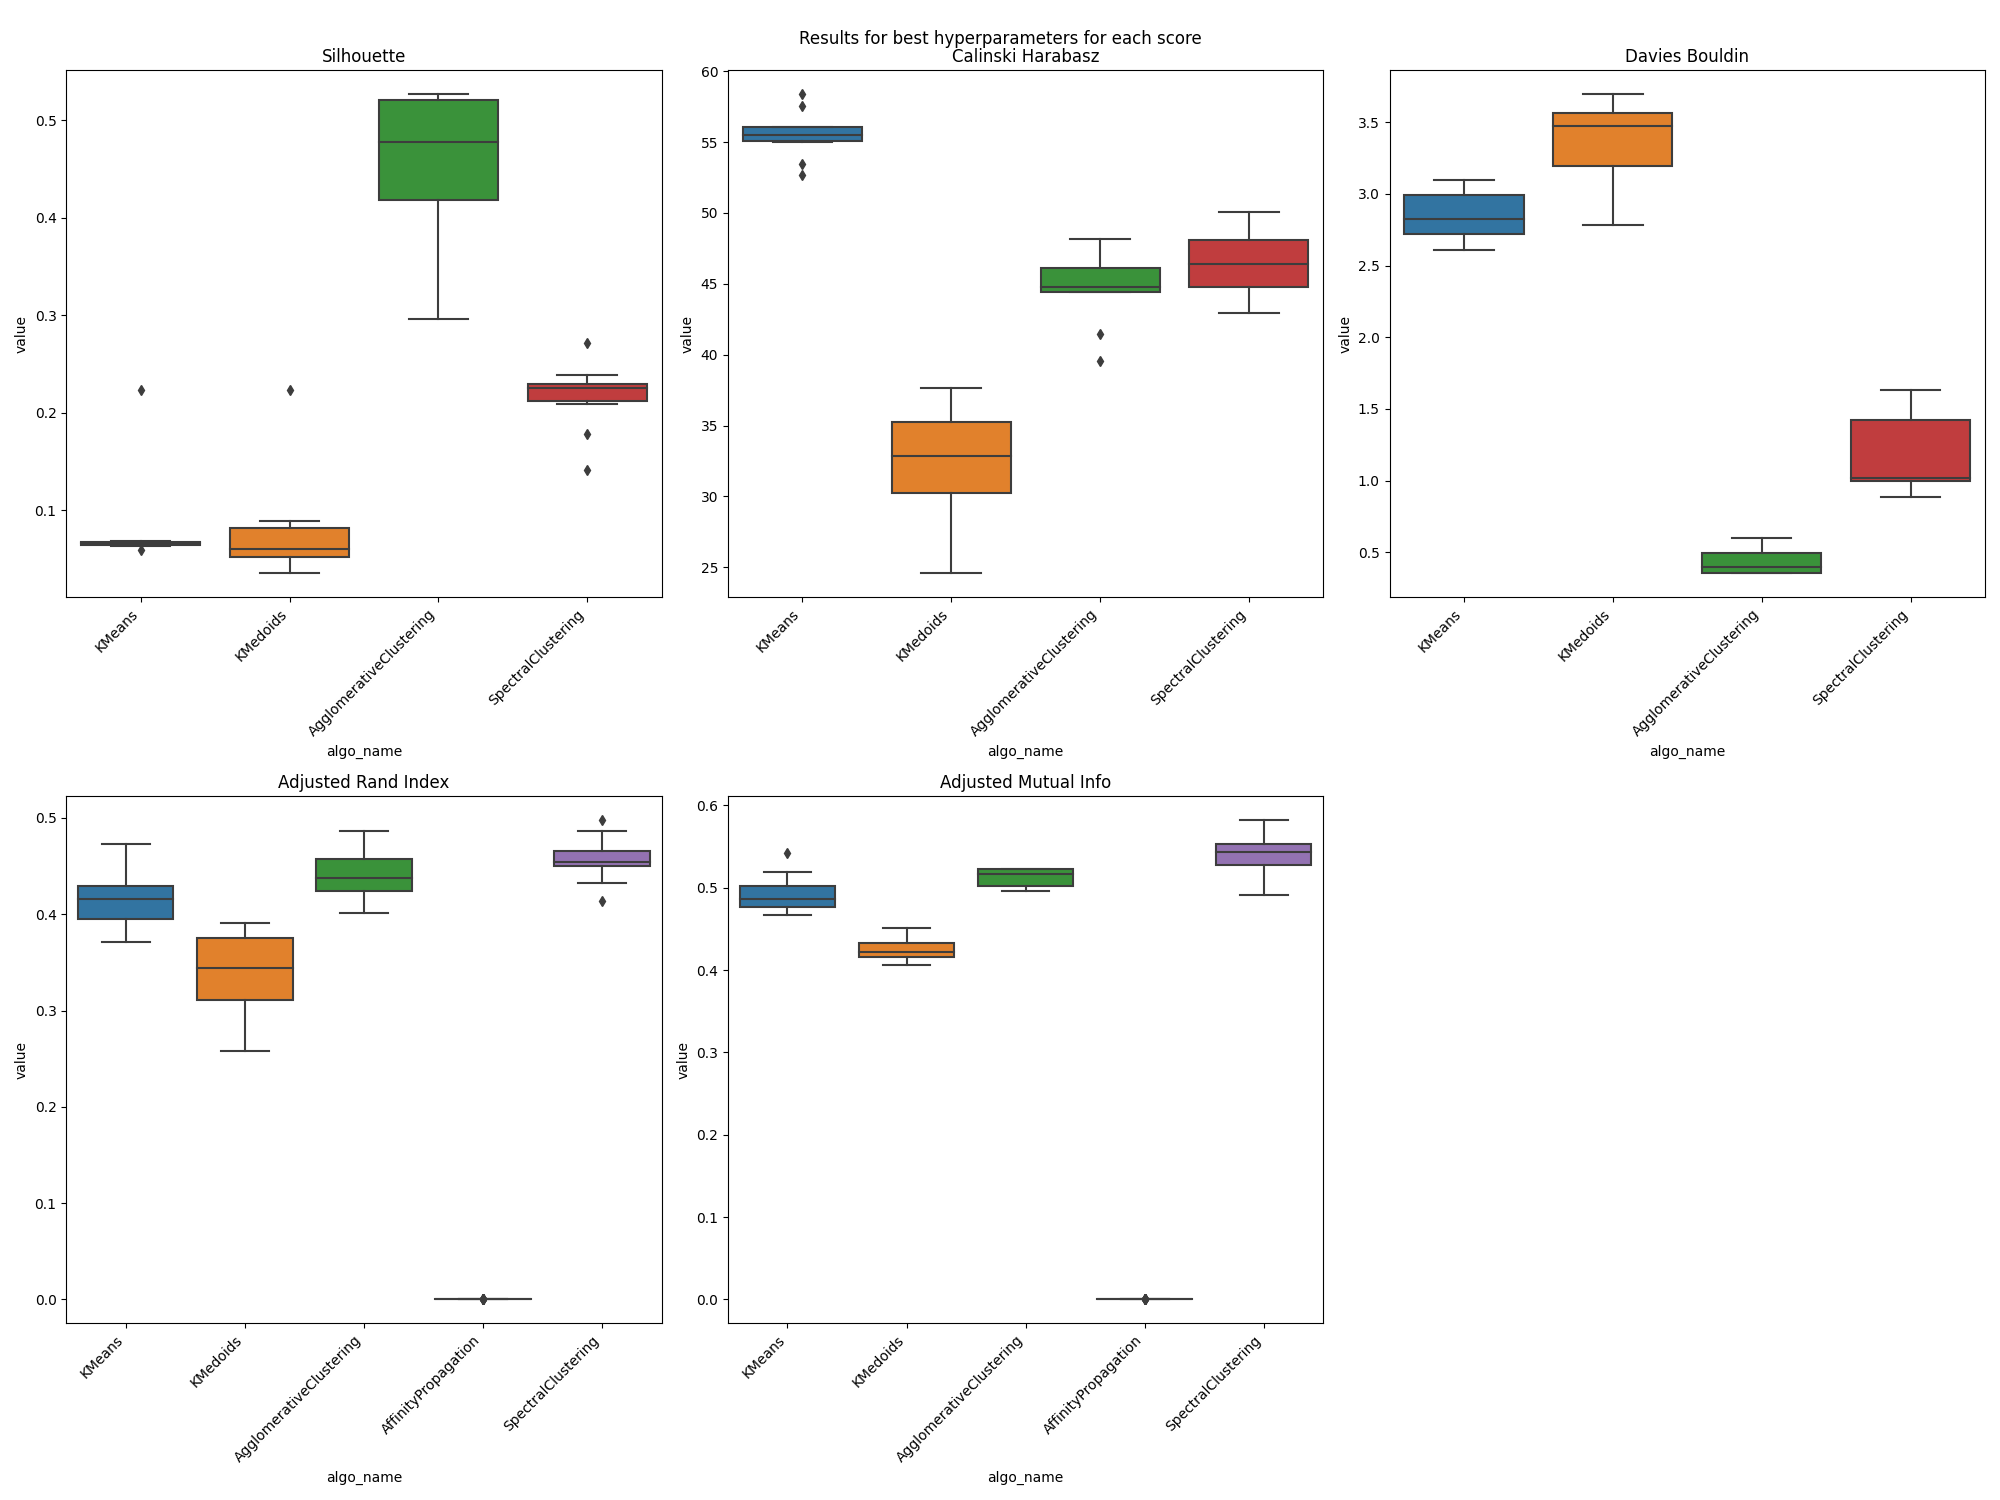 Results for best hyperparameters for each score
Silhouette
value
0.5
0.4
0.3
0.2
0.1
KMeans
KMedoids
AgglomerativeClustering
SpectralClustering
algo_name
Calinski Harabasz
value
60
55
50
45
40
35
30
25
KMeans
KMedoids
AgglomerativeClustering
SpectralClustering
algo_name
Davies Bouldin
value
3.5
3.0
2.5
2.0
1.5
1.0
0.5
KMeans
KMedoids
AgglomerativeClustering
SpectralClustering
algo_name
Adjusted Rand Index
value
0.5
0.4
0.3
0.2
0.1
0.0
KMeans
KMedoids
AgglomerativeClustering
AffinityPropagation
SpectralClustering
algo_name
Adjusted Mutual Info
value
0.6
0.5
0.4
0.3
0.2
0.1
0.0
KMeans
KMedoids
AgglomerativeClustering
AffinityPropagation
SpectralClustering
algo_name